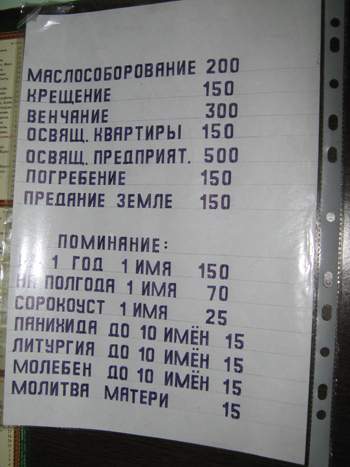 МАСЛОСОБОРОВАНИЕ 200
КРЕЩЕНИЕ 150
ВЕНЧАНИЕ 300
ОСВЯЩ. КВАРТИРЫ 150
ОСВЯЩ. ПРЕДПРИЯТ. 500
ПОГРЕБЕНИЕ 150
ПРЕДАНИЕ ЗЕМЛЕ 150
ПОМИНАНИЕ:
1 ГОД 1 ИМЯ 150
НА ПОЛГОДА 1 ИМЯ 70
СОРОКОУСТ 1 ИМЯ 25
ПАНИХИДА ДО 10 ИМЁН 15
ЛИТУРГИЯ ДО 10 ИМЁН 15
МОЛЕБЕН ДО 10 ИМЁН 15
МОЛИТВА МАТЕРИ 15